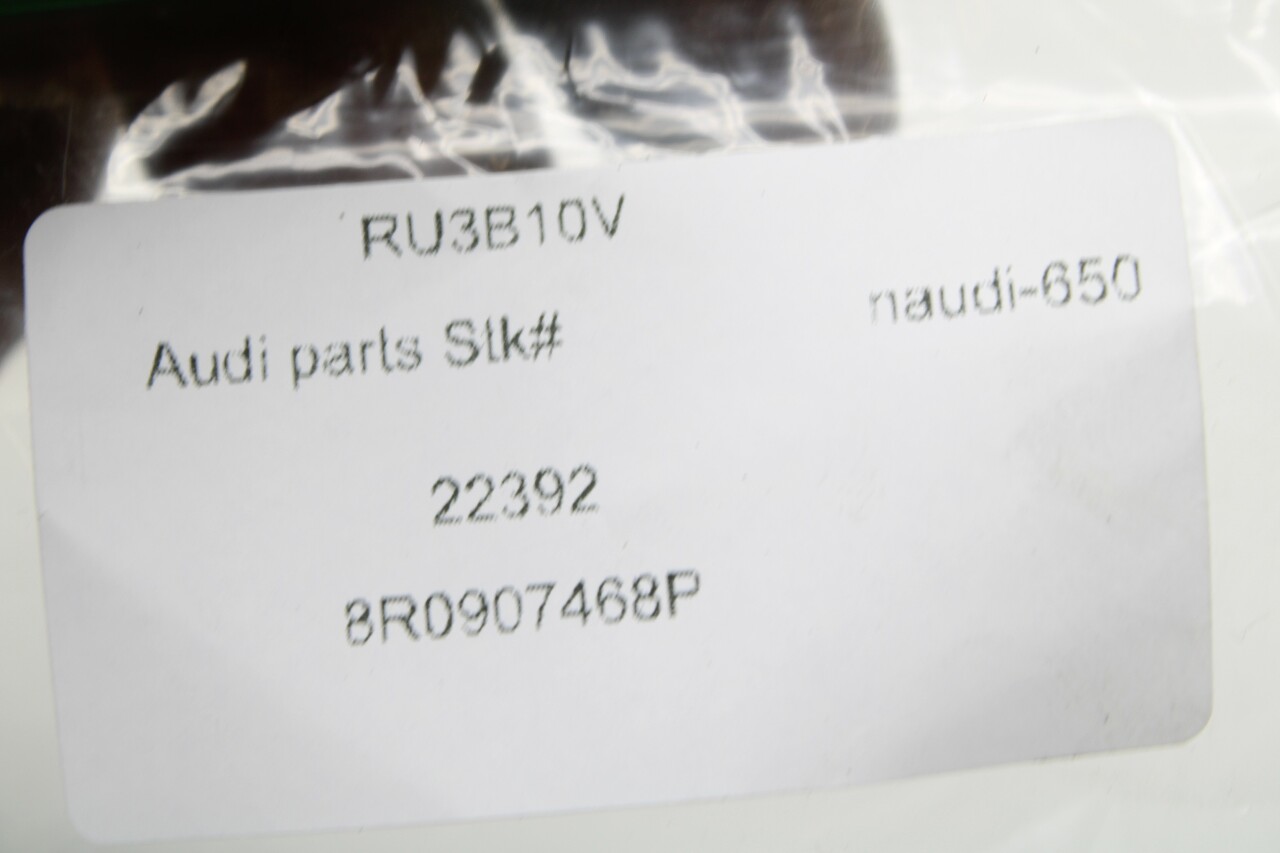 RU3B10V
naudi-650
Audi parts Stk#
22392
8R0907468P